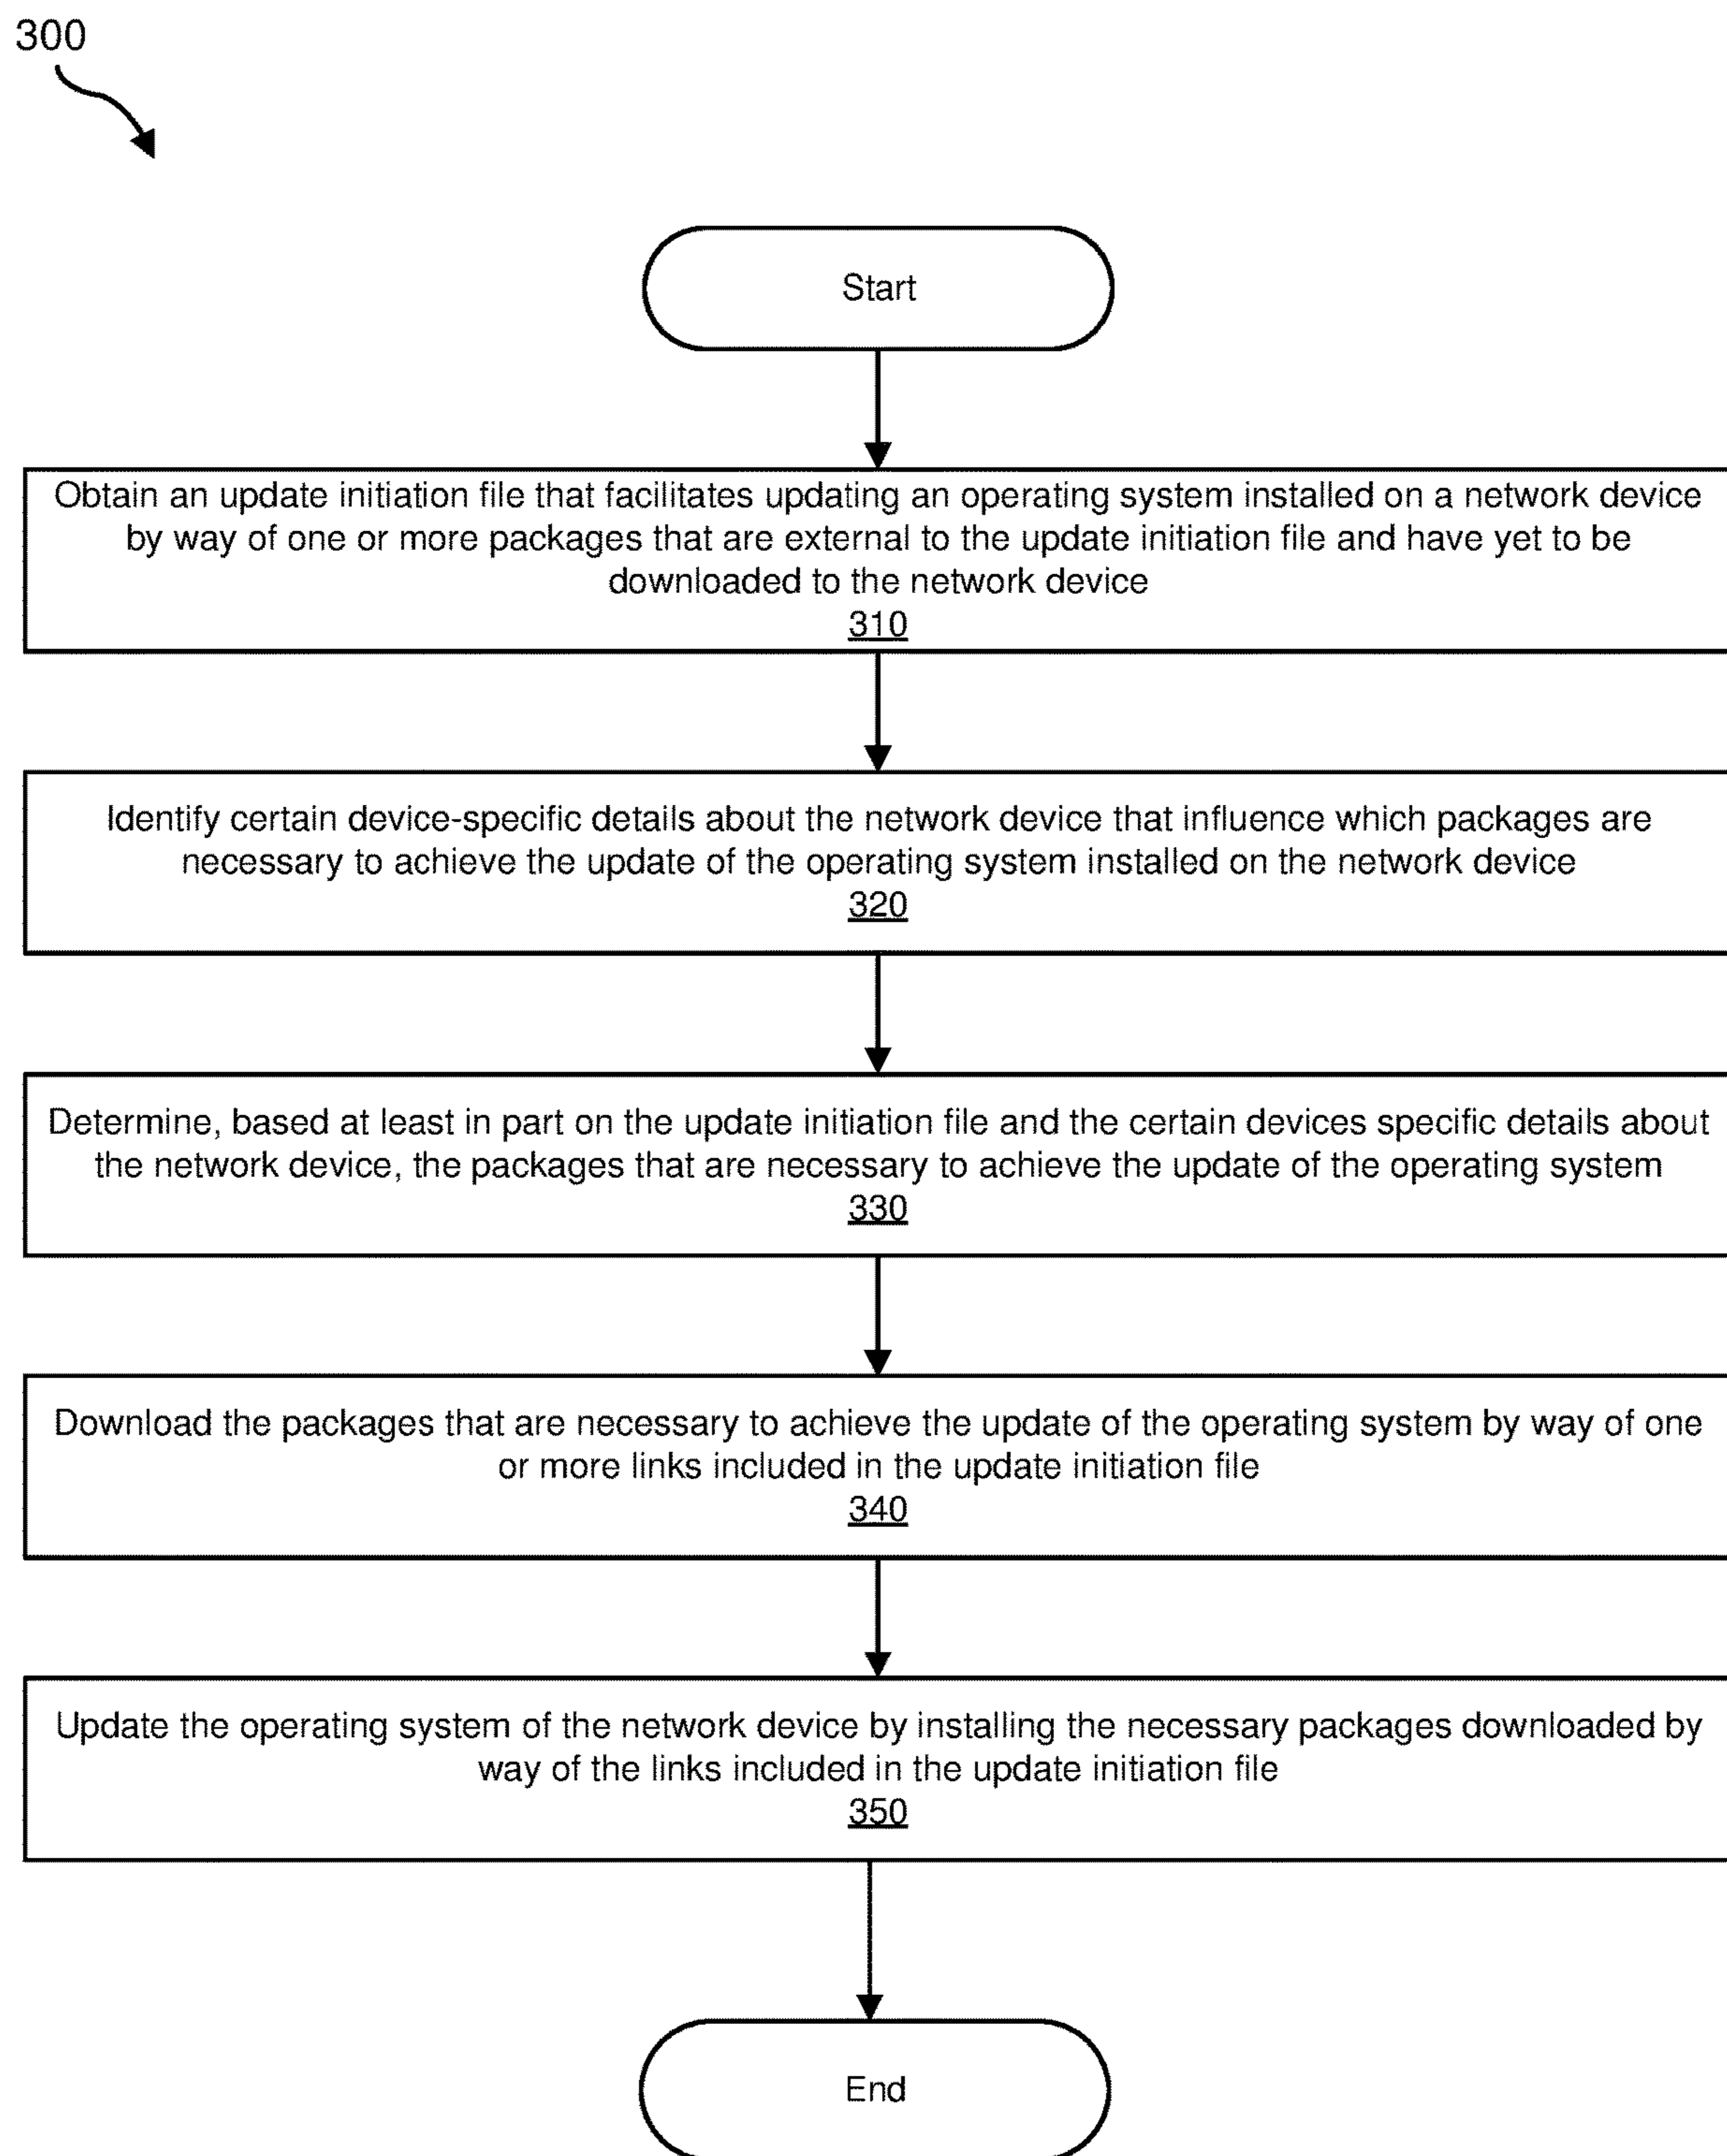 300
Start
Obtain an update initiation file that facilitates updating an operating system installed on a network device
by way of one or more packages that are external to the update initiation file and have yet to be
downloaded to the network device
310
Identify certain device-specific details about the network device that influence which packages are
necessary to achieve the update of the operating system installed on the network device
320
Determine, based at least in part on the update initiation file and the certain devices specific details about
the network device, the packages that are necessary to achieve the update of the operating system
330
Download the packages that are necessary to achieve the update of the operating system by way of one
or more links included in the update initiation file
340
Update the operating system of the network device by installing the necessary packages downloaded by
way of the links included in the update initiation file
350
End